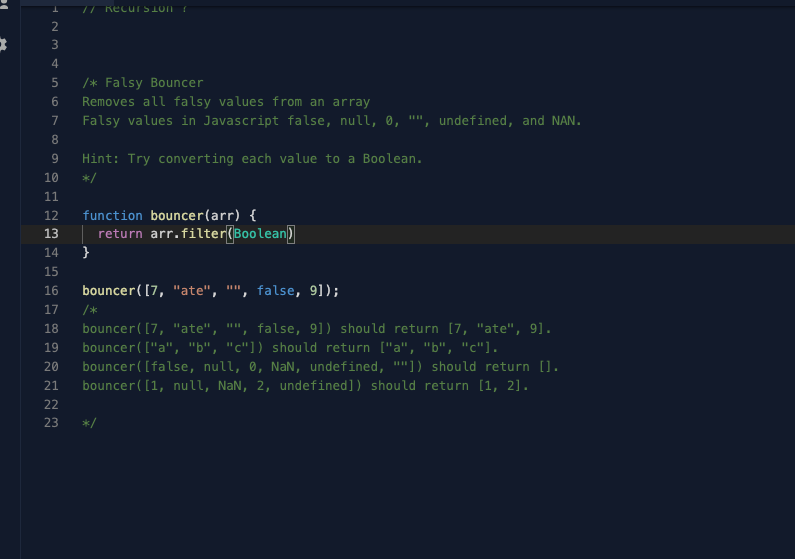 1 // Recursion ?
2
3
4
5 /* Falsy Bouncer
6 Removes all falsy values from an array
7 Falsy values in Javascript false, null, 0, "", undefined, and NAN.
8
9 Hint: Try converting each value to a Boolean.
10 */
11
12 function bouncer(arr) {
13 return arr.filter(Boolean)
14 }
15
16 bouncer([7, "ate", "", false, 9]);
17 /*
18 bouncer([7, "ate", "", false, 9]) should return [7, "ate", 9].
19 bouncer(["a", "b", "c"]) should return ["a", "b", "c"].
20 bouncer([false, null, 0, NaN, undefined, ""]) should return [].
21 bouncer([1, null, NaN, 2, undefined]) should return [1, 2].
22
23 */